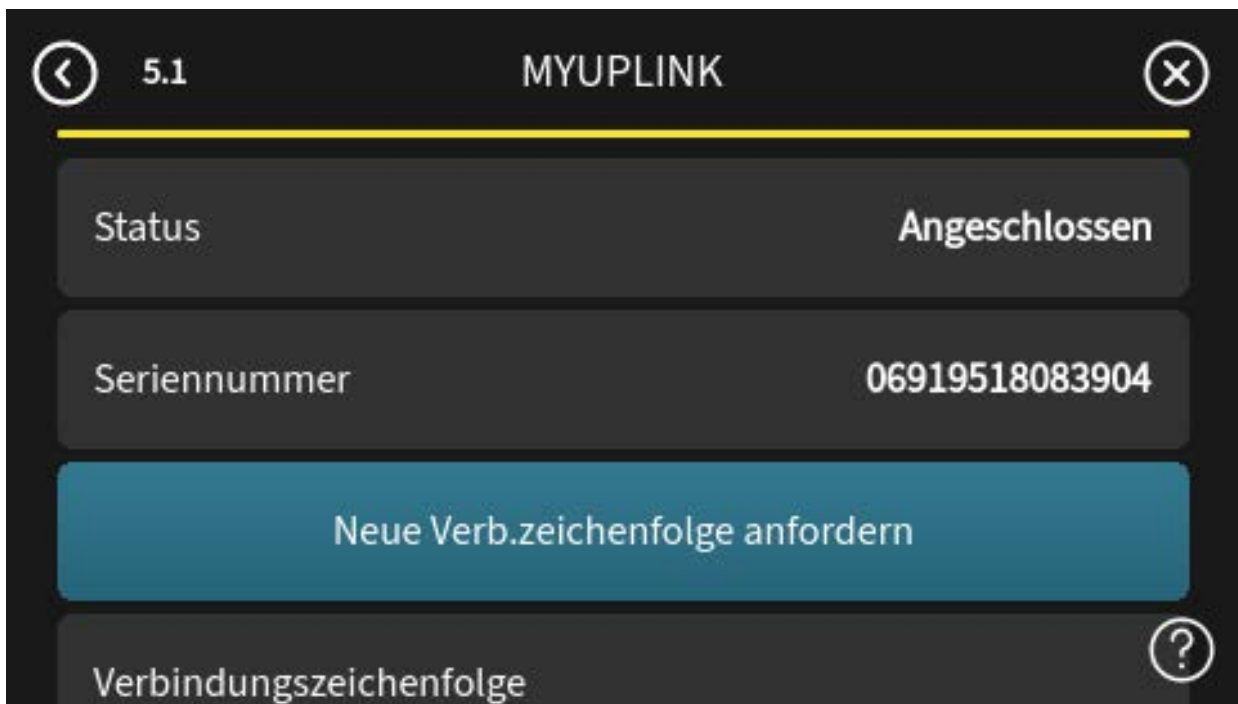 5.1 MYUPLINK
Status Angeschlossen
Seriennummer 06919518083904
Neue Verb.zeichenfolge anfordern
?
Verbindungszeichenfolge